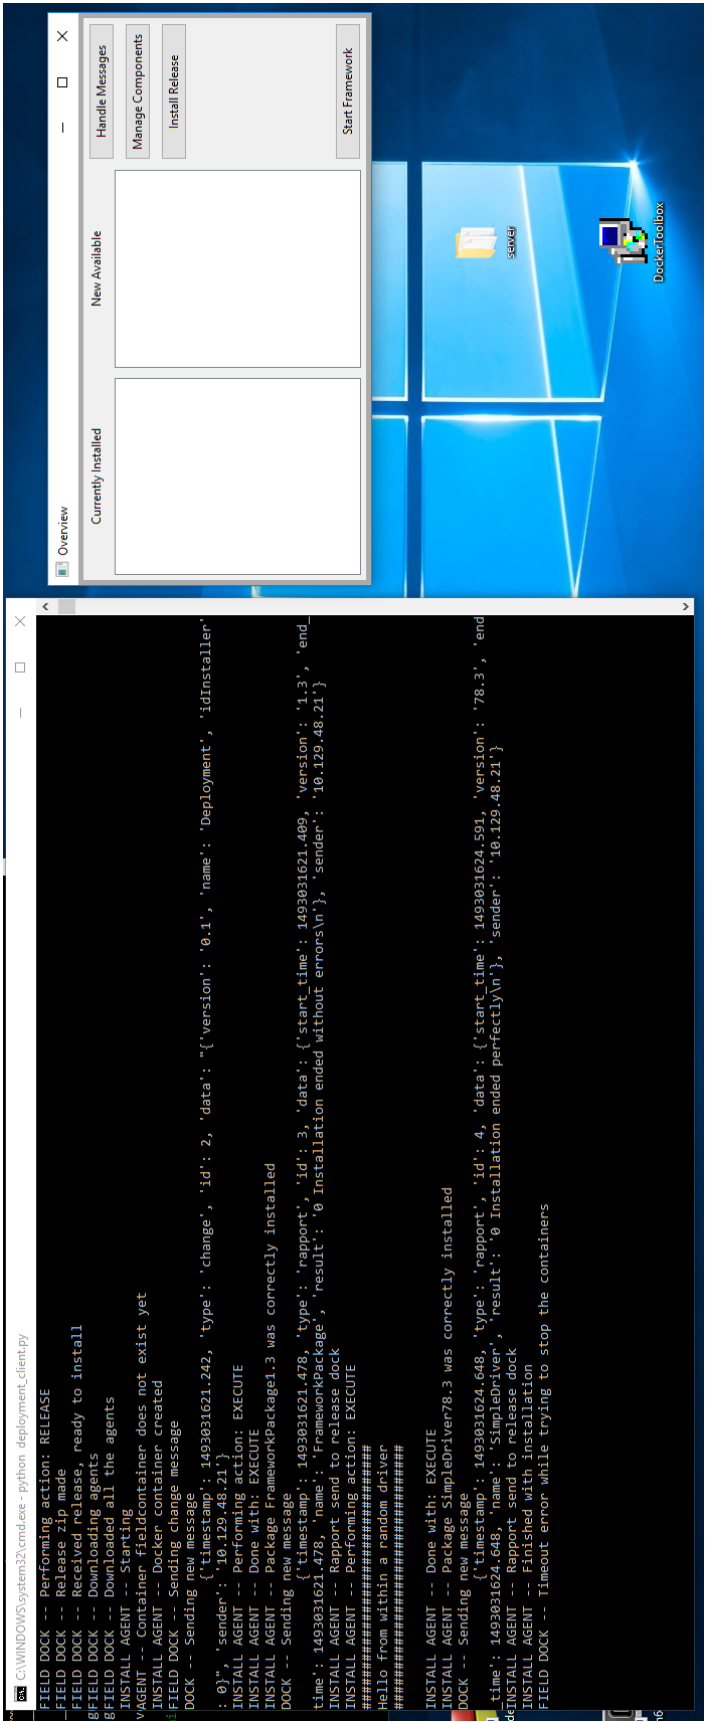 C:\WINDOWS\system32\cmd.exe - python deployment_client.py
FIELD DOCK -- Performing action: RELEASE
FIELD DOCK -- Release zip made
FIELD DOCK -- Received release, ready to install
FIELD DOCK -- Downloading agents
FIELD DOCK -- Downloaded all the agents
INSTALL AGENT -- Starting
AGENT -- Container fieldcontainer does not exist yet
INSTALL AGENT -- Docker container created
FIELD DOCK -- Sending change message
DOCK -- Sending new message
{'timestamp': 1493031621.242, 'type': 'change', 'id': 2, 'data': "{'version': '0.1', 'name': 'Deployment', 'idInstaller'
: 0}", 'sender': '10.129.48.21'}
INSTALL AGENT -- Performing action: EXECUTE
INSTALL AGENT -- Done with: EXECUTE
INSTALL AGENT -- Package FrameworkPackage1.3 was correctly installed
DOCK -- Sending new message
{'timestamp': 1493031621.478, 'type': 'rapport', 'id': 3, 'data': {'start_time': 1493031621.409, 'version': '1.3', 'end_
time': 1493031621.478, 'name': 'FrameworkPackage', 'result': '0 Installation ended without errors\n'}, 'sender': '10.129.48.21'}
INSTALL AGENT -- Rapport send to release dock
INSTALL AGENT -- Performing action: EXECUTE
################################
Hello from within a random driver
################################
INSTALL AGENT -- Done with: EXECUTE
INSTALL AGENT -- Package SimpleDriver78.3 was correctly installed
DOCK -- Sending new message
{'timestamp': 1493031624.648, 'type': 'rapport', 'id': 4, 'data': {'start_time': 1493031624.591, 'version': '78.3', 'end
_time': 1493031624.648, 'name': 'SimpleDriver', 'result': '0 Installation ended perfectly\n'}, 'sender': '10.129.48.21'}
INSTALL AGENT -- Rapport send to release dock
INSTALL AGENT -- Finished with installation
FIELD DOCK -- Timeout error while trying to stop the containers
Overview
Currently Installed
New Available
Handle Messages
Manage Components
Install Release
Start Framework
server
DockerToolbox